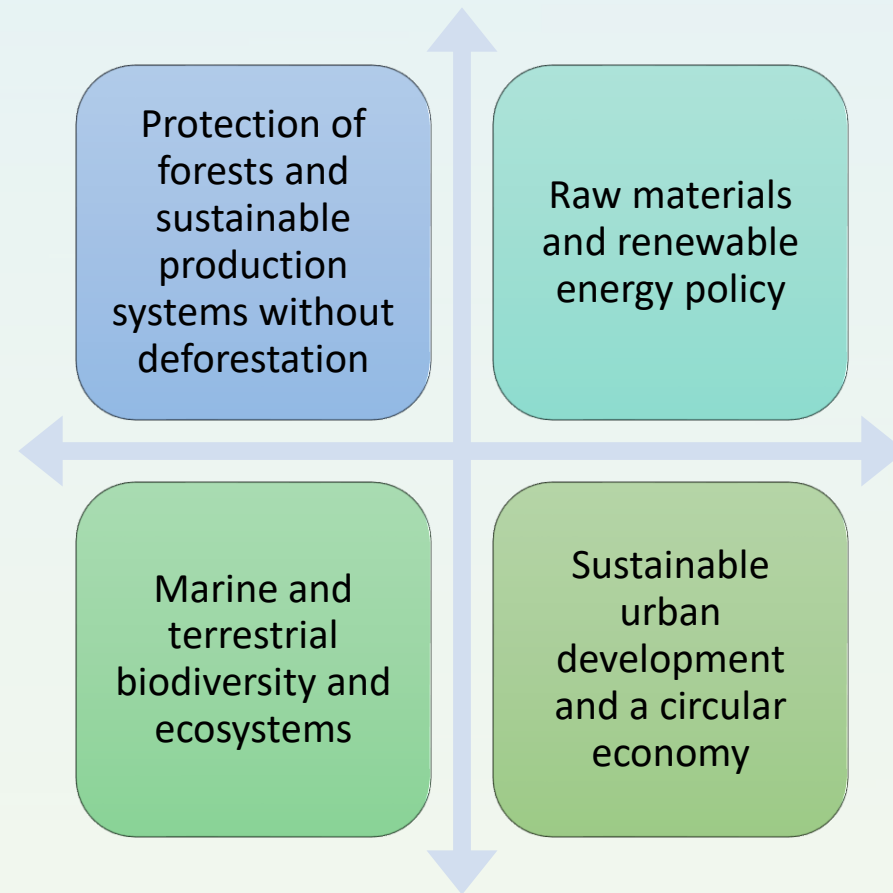 Protection of
forests and
sustainable
production
systems without
deforestation
Raw materials
and renewable
energy policy
Marine and
terrestrial
biodiversity and
ecosystems
Sustainable
urban
development
and a circular
economy